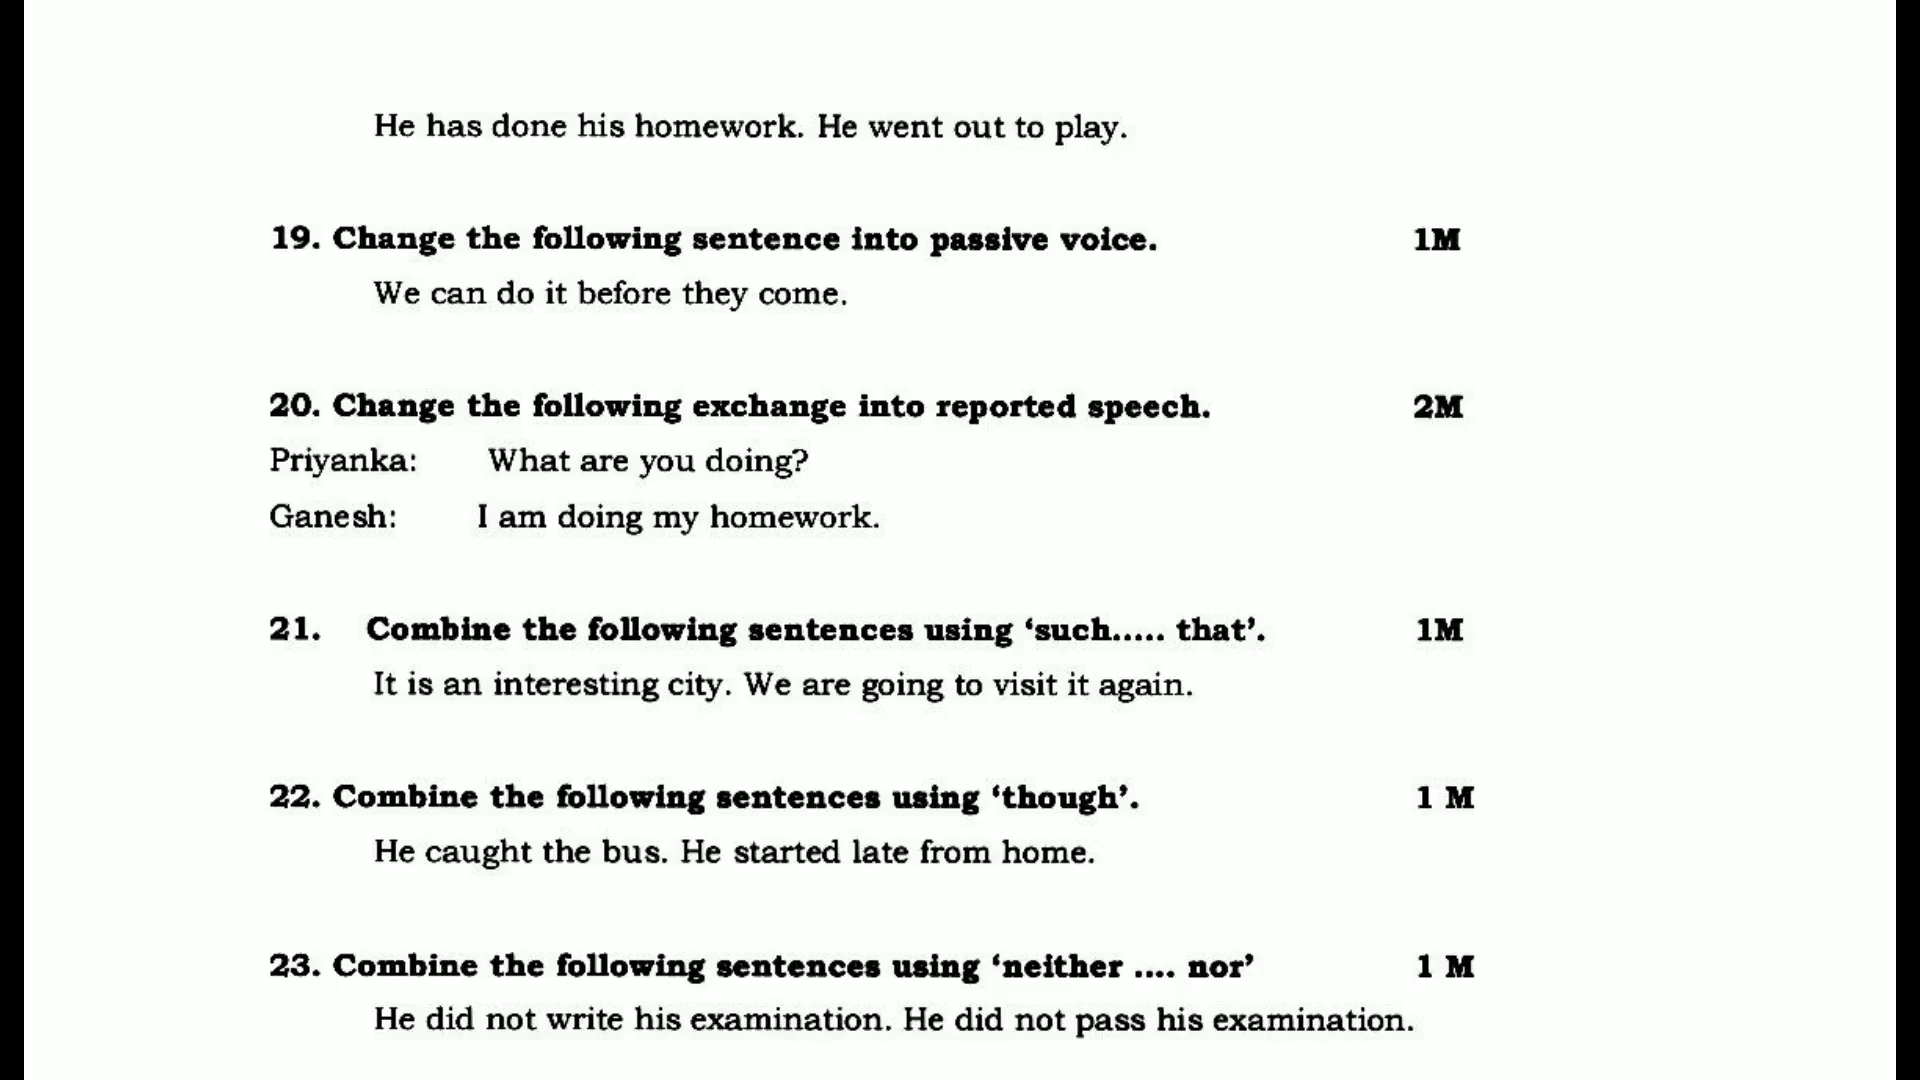 He has done his homework. He went out to play.
19. Change the following sentence into passive voice. 1M
We can do it before they come.
20. Change the following exchange into reported speech. 2M
Priyanka: What are you doing?
Ganesh: I am doing my homework.
21. Combine the following sentences using ‘such..... that’. 1M
It is an interesting city. We are going to visit it again.
22. Combine the following sentences using ‘though’. 1 M
He caught the bus. He started late from home.
23. Combine the following sentences using ‘neither .... nor’ 1 M
He did not write his examination. He did not pass his examination.